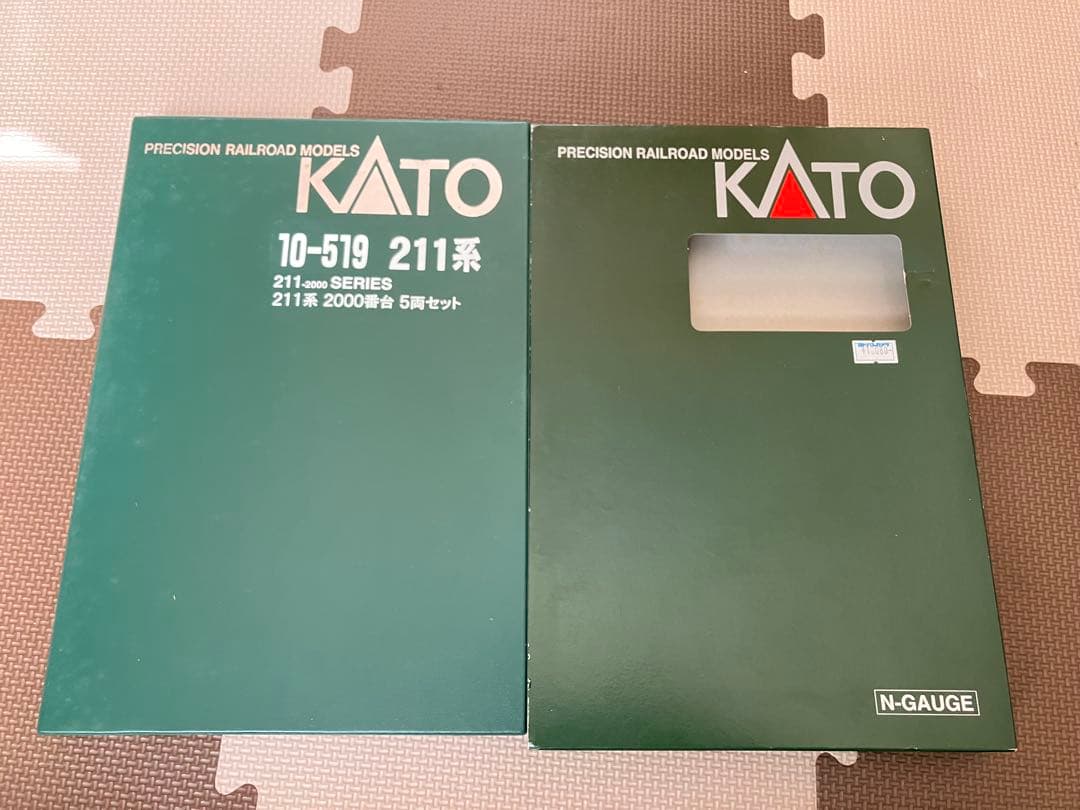 PRECISION RAILROAD MODELS
KATO
10-519 211系
211-2000 SERIES
211系 2000番台 5両セット
PRECISION RAILROAD MODELS
KATO
N-GAUGE